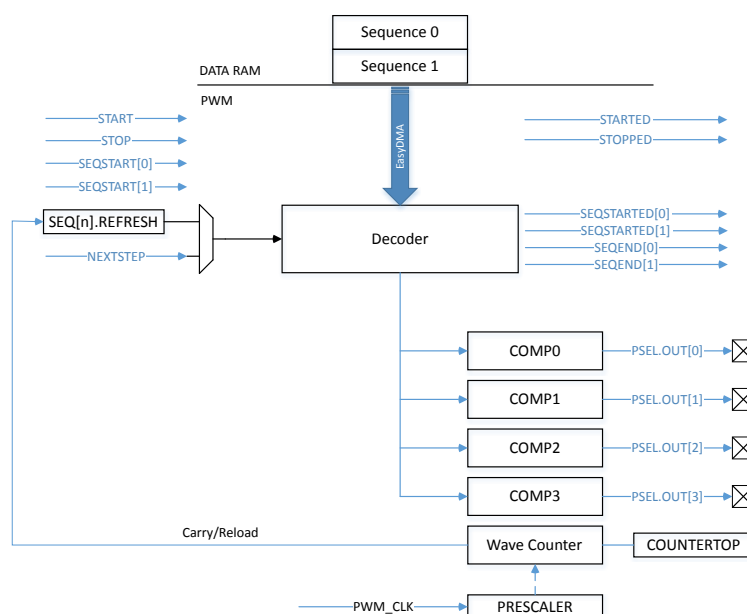 Sequence 0
Sequence 1
DATA RAM
PWM
START
STARTED
STOP
STOPPED
EasyDMA
SEQSTART[0]
SEQSTART[1]
SEQ[n].REFRESH
Decoder
SEQSTARTED[0]
SEQSTARTED[1]
SEQEND[0]
SEQEND[1]
NEXTSTEP
COMP0
PSEL.OUT[0]
COMP1
PSEL.OUT[1]
COMP2
PSEL.OUT[2]
COMP3
PSEL.OUT[3]
Carry/Reload
Wave Counter
COUNTERTOP
PWM_CLK
PRESCALER